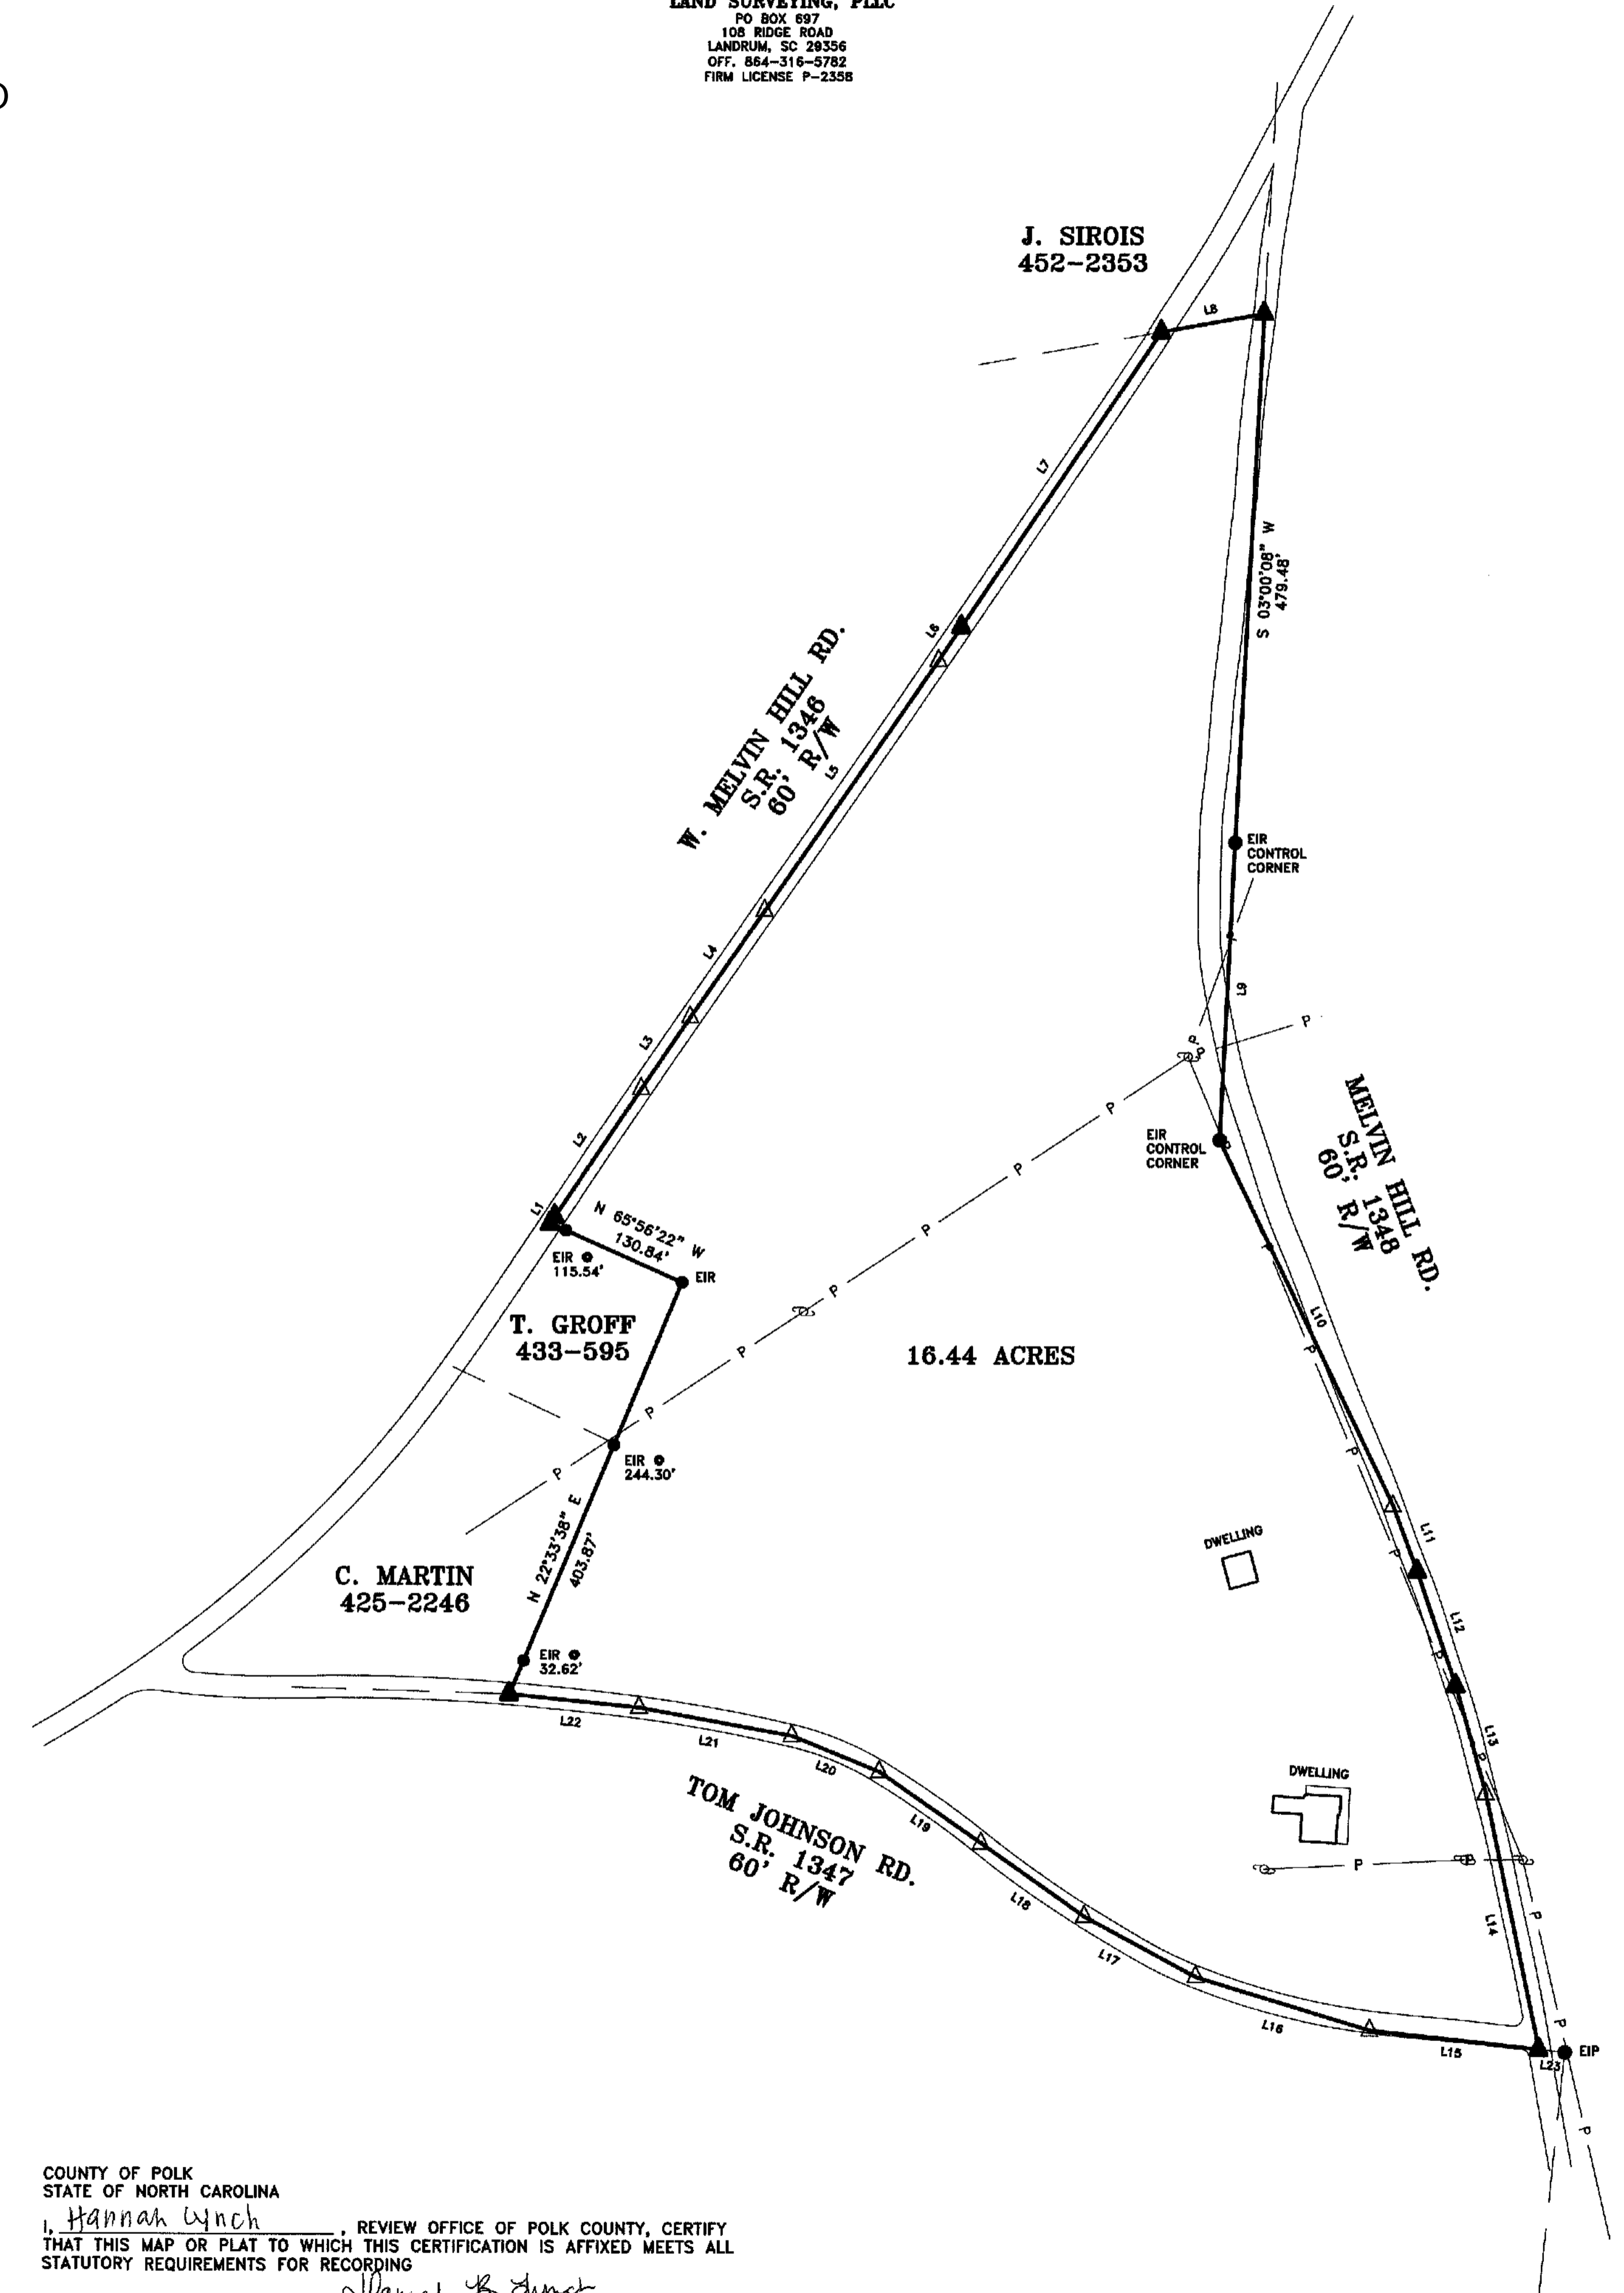 LAND SURVEYING, PLLC
PO BOX 697
108 RIDGE ROAD
LANDRUM, SC 29356
OFF. 864-316-5782
FIRM LICENSE P-2358
J. SIROIS
452-2353
L8
L7
S 03°00'08" W
479.48'
L6
W. MELVIN HILL RD.
S.R. 1346
60' R/W
L5
EIR
CONTROL
CORNER
L4
L9
L3
P
P
P
P
EIR
CONTROL
CORNER
MELVIN HILL RD.
S.R. 1348
60' R/W
L2
P
P
L1
N 65°56'22" W
130.84'
P
P
EIR @
115.54'
EIR
P
L10
T. GROFF
433-595
P
P
16.44 ACRES
P
EIR @
244.30'
P
P
N 22°33'38" E
403.87'
L11
DWELLING
P
C. MARTIN
425-2246
L12
EIR @
32.62'
P
L22
L21
L20
L13
P
DWELLING
TOM JOHNSON RD.
S.R. 1347
60' R/W
L19
P
P
L18
L14
P
L17
L16
P
L15
L23
EIP
P
COUNTY OF POLK
STATE OF NORTH CAROLINA
I, Hannah Lynch , REVIEW OFFICE OF POLK COUNTY, CERTIFY
THAT THIS MAP OR PLAT TO WHICH THIS CERTIFICATION IS AFFIXED MEETS ALL
STATUTORY REQUIREMENTS FOR RECORDING